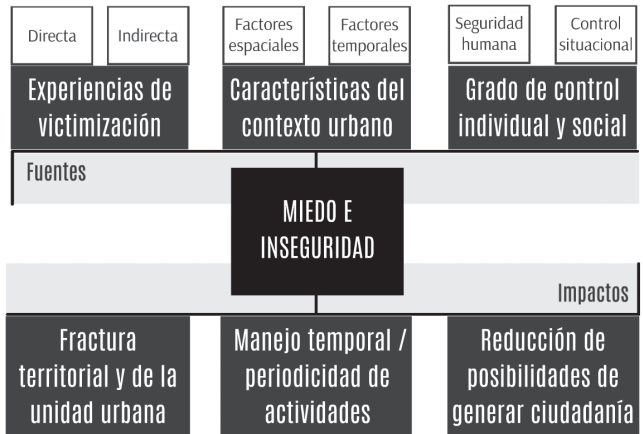 Directa
Indirecta
Factores
espaciales
Factores
temporales
Seguridad
humana
Control
situacional
Experiencias de
victimización
Características del
contexto urbano
Grado de control
individual y social
Fuentes
MIEDO E
INSEGURIDAD
Impactos
Fractura
territorial y de la
unidad urbana
Manejo temporal /
periodicidad de
actividades
Reducción de
posibilidades de
generar ciudadanía